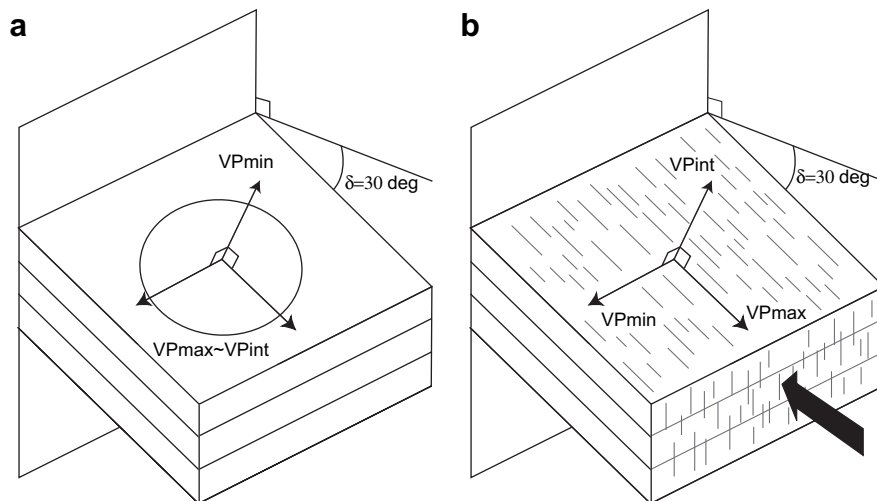 a
VPmin
δ=30 deg
VPmax~VPint
b
VPint
δ=30 deg
VPmin
VPmax